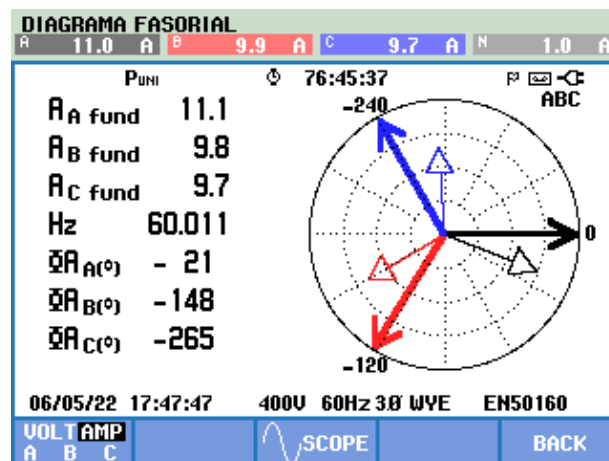 DIAGRAMA FASORIAL
A 11.0 A B 9.9 A C 9.7 A N 1.0 A
PUNI 76:45:37
ABC
-240
AA fund 11.1
AB fund 9.8
AC fund 9.7
Hz 60.011
0
ΦAA(°) - 21
ΦAB(°) -148
ΦAC(°) -265
-120
06/05/22 17:47:47 400V 60Hz 3Ø WYE EN50160
VOLT AMP
A B C
SCOPE
BACK